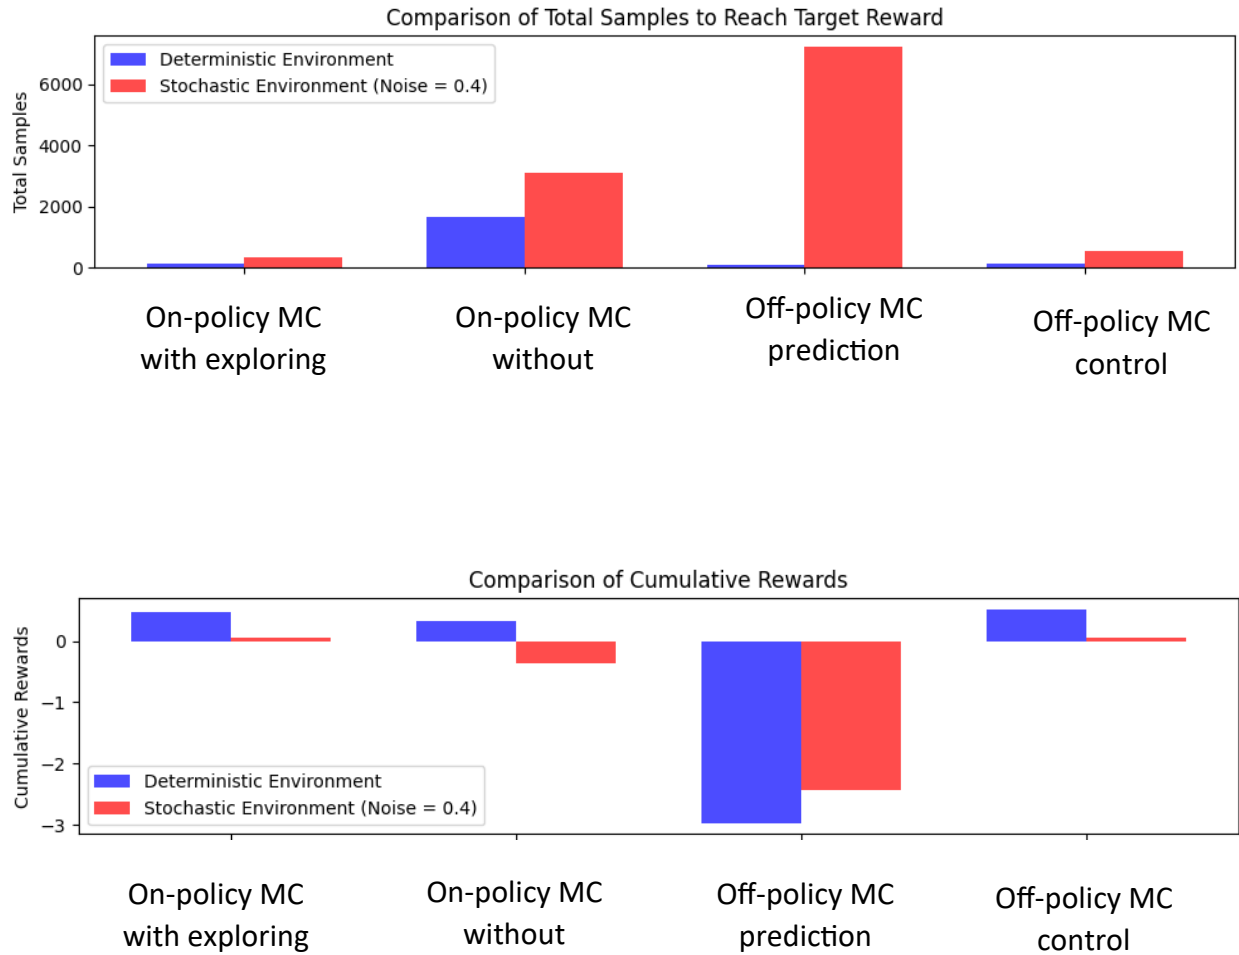 Comparison of Total Samples to Reach Target Reward
Deterministic Environment
Stochastic Environment (Noise = 0.4)
Total Samples
6000
4000
2000
0
On-policy MC
with exploring
On-policy MC
without
Off-policy MC
prediction
Off-policy MC
control
Comparison of Cumulative Rewards
Cumulative Rewards
0
−1
−2
−3
Deterministic Environment
Stochastic Environment (Noise = 0.4)
On-policy MC
with exploring
On-policy MC
without
Off-policy MC
prediction
Off-policy MC
control